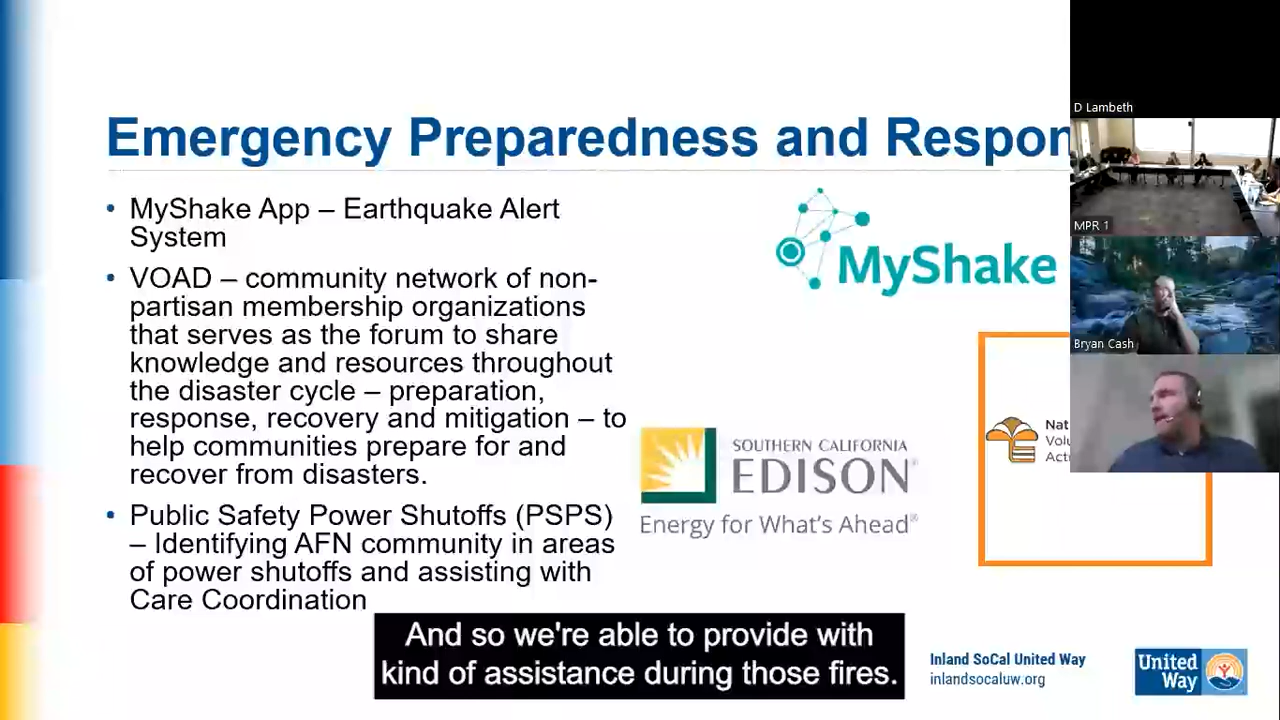 Emergency Preparedness and Respon
• MyShake App – Earthquake Alert
System
• VOAD – community network of non-
partisan membership organizations
that serves as the forum to share
knowledge and resources throughout
the disaster cycle – preparation,
response, recovery and mitigation – to
help communities prepare for and
recover from disasters.
• Public Safety Power Shutoffs (PSPS)
– Identifying AFN community in areas
of power shutoffs and assisting with
Care Coordination
MyShake
SOUTHERN CALIFORNIA
EDISON®
Energy for What's Ahead®
Nat
Volu
Act
D Lambeth
MPR 1
Bryan Cash
And so we're able to provide with
kind of assistance during those fires.
Inland SoCal United Way
inlandsocaluw.org
United
Way